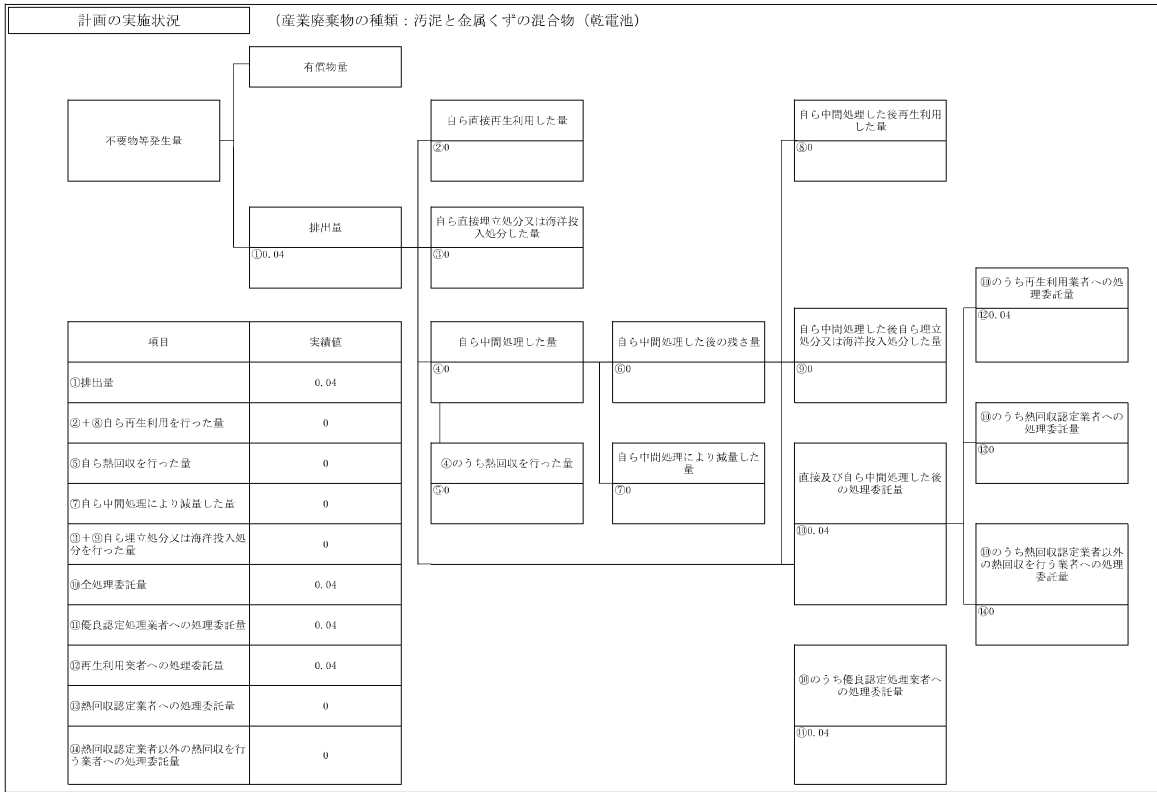 計画の実施状況
(産業廃棄物の種類：汚泥と金属くずの混合物（乾電池）
有償物量
不要物等発生量
自ら直接再生利用した量
②0
自ら中間処理した後再生利用
した量
⑧0
排出量
①0.04
自ら直接埋立処分又は海洋投
入処分した量
③0
⑩のうち再生利用業者への処
理委託量
⑫0.04
項目
実績値
①排出量
0.04
②＋⑧自ら再生利用を行った量
0
⑤自ら熱回収を行った量
0
⑦自ら中間処理により減量した量
0
③＋⑨自ら埋立処分又は海洋投入処
分を行った量
0
⑩全処理委託量
0.04
⑪優良認定処理業者への処理委託量
0.04
⑫再生利用業者への処理委託量
0.04
⑬熱回収認定業者への処理委託量
0
⑭熱回収認定業者以外の熱回収を行
う業者への処理委託量
0
自ら中間処理した量
④0
自ら中間処理した後の残さ量
⑥0
自ら中間処理した後自ら埋立
処分又は海洋投入処分した量
⑨0
④のうち熱回収を行った量
⑤0
自ら中間処理により減量した
量
⑦0
直接及び自ら中間処理した後
の処理委託量
⑩0.04
⑩のうち熱回収認定業者への
処理委託量
⑬0
⑩のうち熱回収認定業者以外
の熱回収を行う業者への処理
委託量
⑭0
⑩のうち優良認定処理業者へ
の処理委託量
⑪0.04